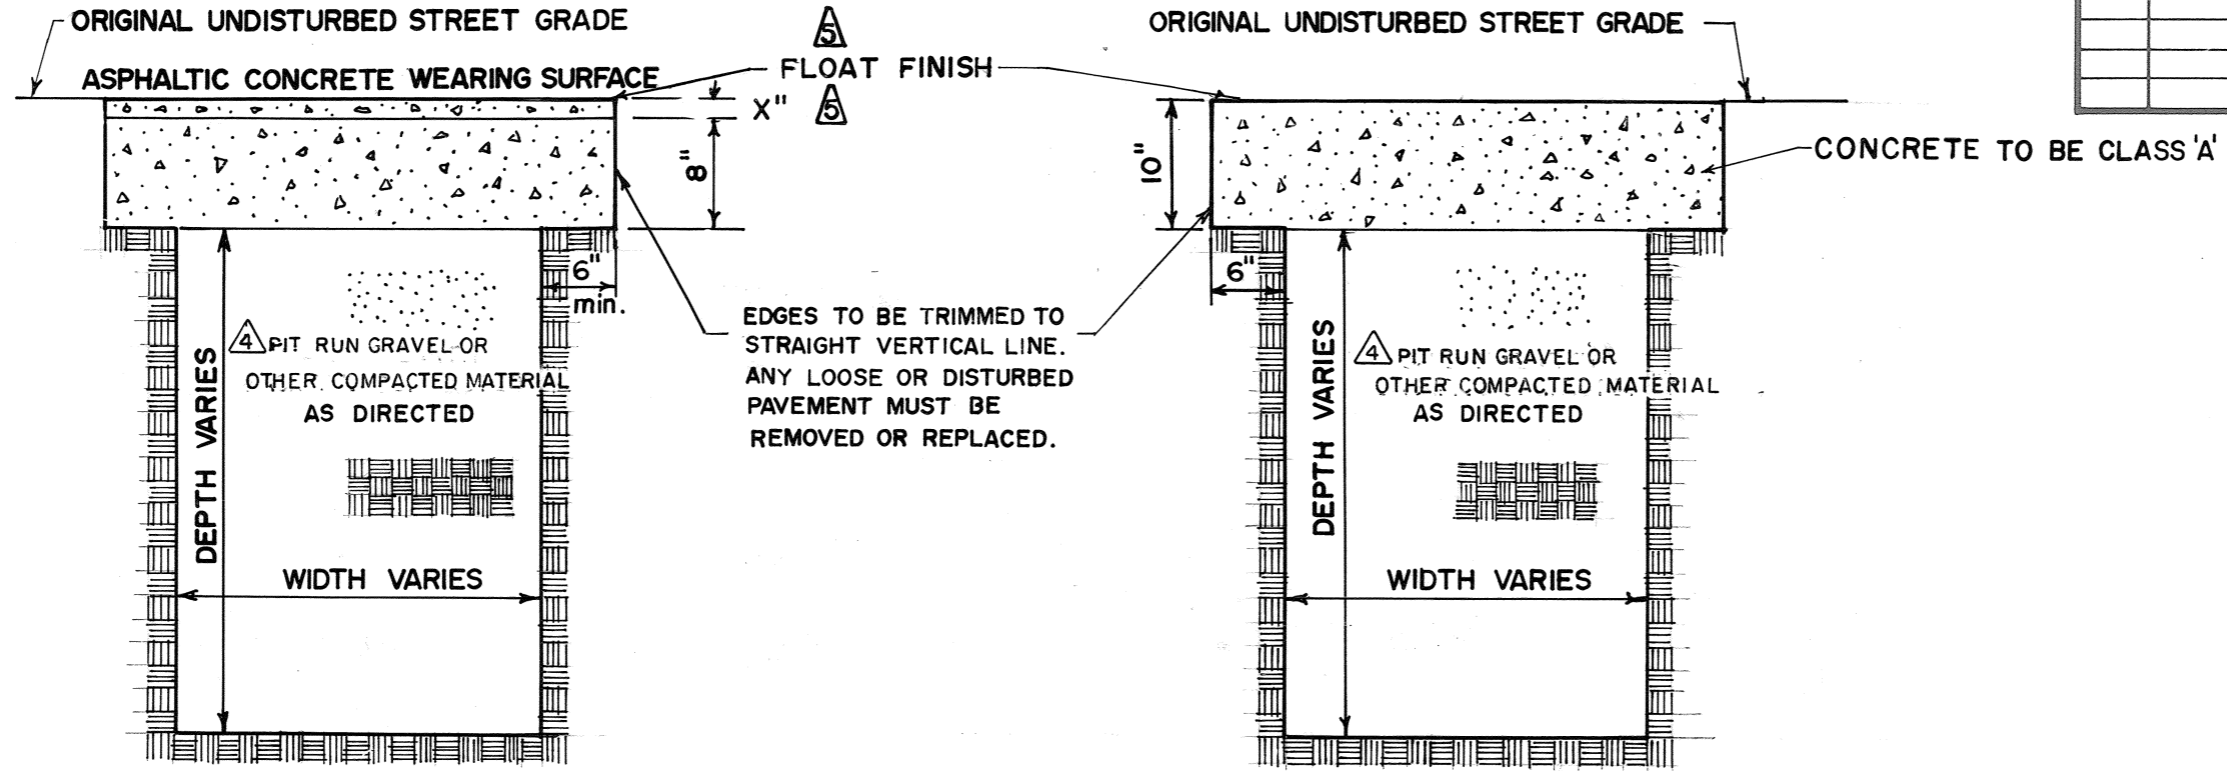 ORIGINAL UNDISTURBED STREET GRADE
ASPHALTIC CONCRETE WEARING SURFACE
5
FLOAT FINISH
X" 5
8"
6"
min.
DEPTH VARIES
4 PIT RUN GRAVEL OR
OTHER COMPACTED MATERIAL
AS DIRECTED
WIDTH VARIES
EDGES TO BE TRIMMED TO
STRAIGHT VERTICAL LINE.
ANY LOOSE OR DISTURBED
PAVEMENT MUST BE
REMOVED OR REPLACED.
ORIGINAL UNDISTURBED STREET GRADE
10"
CONCRETE TO BE CLASS 'A'
6"
DEPTH VARIES
4 PIT RUN GRAVEL OR
OTHER COMPACTED MATERIAL
AS DIRECTED
WIDTH VARIES